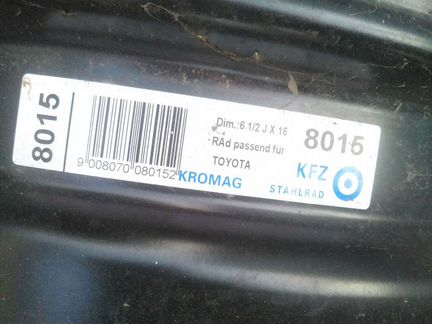 8015
9 008070 080152
KROMAG
Dim.:6 1/2 J X 16
RAd passend für
TOYOTA
8015
KFZ
STAHLRAD